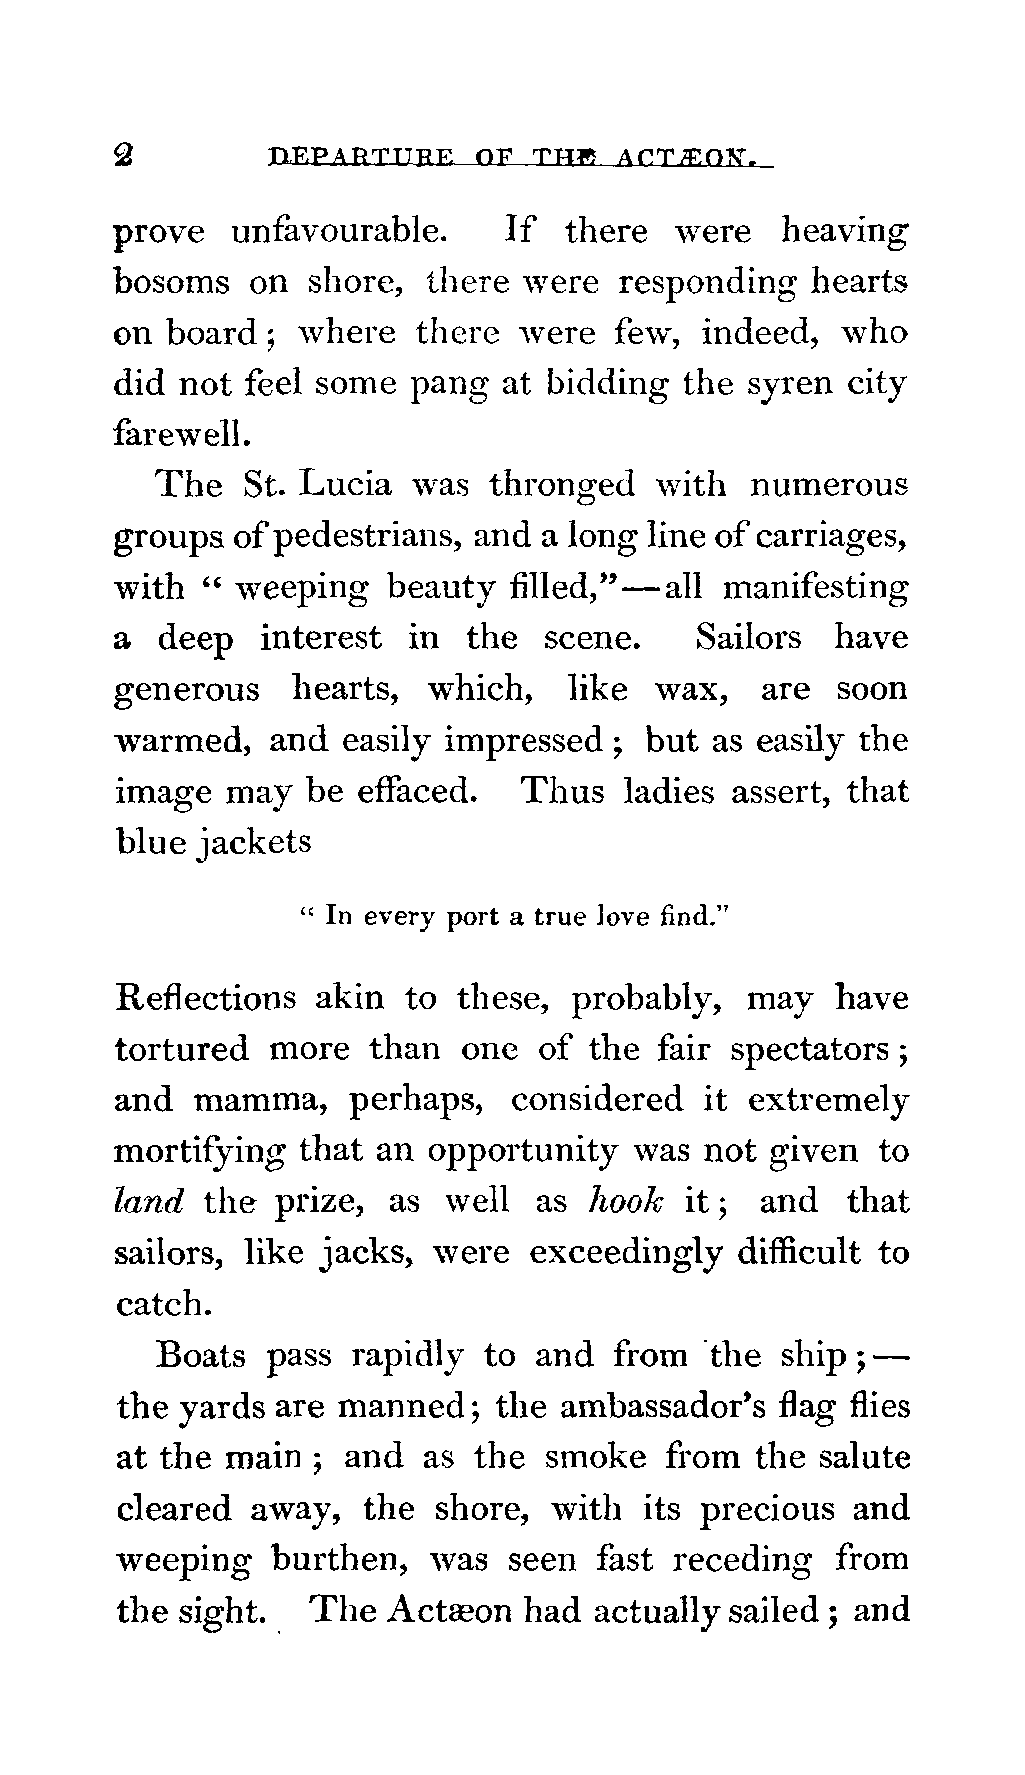 2 DEPARTURE OF THE ACTÆON.
prove unfavourable. If there were heaving
bosoms on shore, there were responding hearts
on board; where there were few, indeed, who
did not feel some pang at bidding the syren city
farewell.
The St. Lucia was thronged with numerous
groups of pedestrians, and a long line of carriages,
with “ weeping beauty filled,”—all manifesting
a deep interest in the scene. Sailors have
generous hearts, which, like wax, are soon
warmed, and easily impressed; but as easily the
image may be effaced. Thus ladies assert, that
blue jackets
“ In every port a true love find.”
Reflections akin to these, probably, may have
tortured more than one of the fair spectators;
and mamma, perhaps, considered it extremely
mortifying that an opportunity was not given to
land the prize, as well as hook it; and that
sailors, like jacks, were exceedingly difficult to
catch.
Boats pass rapidly to and from the ship;—
the yards are manned; the ambassador’s flag flies
at the main; and as the smoke from the salute
cleared away, the shore, with its precious and
weeping burthen, was seen fast receding from
the sight. The Actæon had actually sailed; and